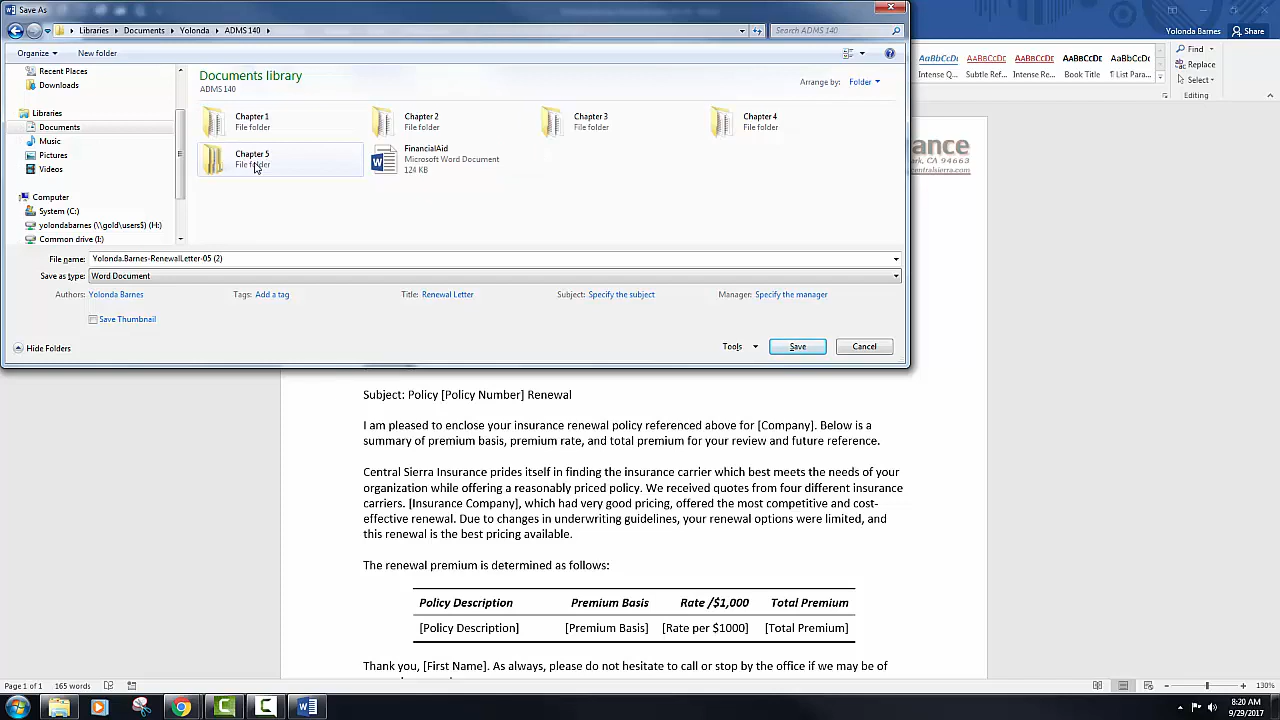 Save As
Libraries Documents Yolonda ADMS 140
Search ADMS 140
Yolonda Barnes Share
Organize New folder
AaBbCcDc AaBbCcDc AaBbCcDc AaBbCcDc AaBbCcDc
Intense Q... Subtle Ref... Intense Re... Book Title ¶ List Para...
Find
Replace
Select
Editing
Recent Places
Downloads
Libraries
Documents
Music
Pictures
Videos
Computer
System (C:)
yolondabarnes (\\gold\users$) (H:)
Common drive (I:)
Documents library
ADMS 140
Arrange by: Folder
Chapter 1
File folder
Chapter 2
File folder
Chapter 3
File folder
Chapter 4
File folder
Chapter 5
File folder
FinancialAid
Microsoft Word Document
124 KB
ance
ark, CA 94663
centralsierra.com
File name: Yolonda.Barnes-RenewalLetter-05 (2)
Save as type: Word Document
Authors: Yolonda Barnes Tags: Add a tag Title: Renewal Letter Subject: Specify the subject Manager: Specify the manager
Save Thumbnail
Hide Folders Tools Save Cancel
Subject: Policy [Policy Number] Renewal
I am pleased to enclose your insurance renewal policy referenced above for [Company]. Below is a
summary of premium basis, premium rate, and total premium for your review and future reference.
Central Sierra Insurance prides itself in finding the insurance carrier which best meets the needs of your
organization while offering a reasonably priced policy. We received quotes from four different insurance
carriers. [Insurance Company], which had very good pricing, offered the most competitive and cost-
effective renewal. Due to changes in underwriting guidelines, your renewal options were limited, and
this renewal is the best pricing available.
The renewal premium is determined as follows:
Policy Description Premium Basis Rate /$1,000 Total Premium
[Policy Description] [Premium Basis] [Rate per $1000] [Total Premium]
Thank you, [First Name]. As always, please do not hesitate to call or stop by the office if we may be of
Page 1 of 1 165 words 130%
8:20 AM
9/29/2017